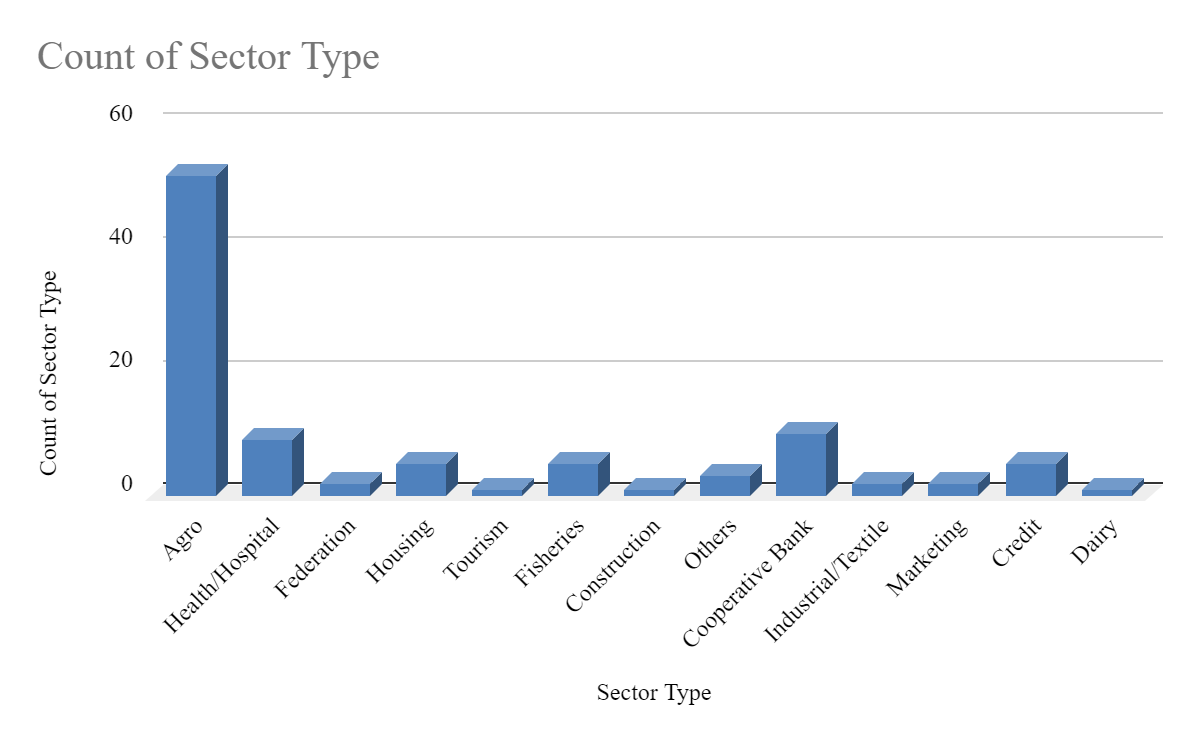 Count of Sector Type
60
40
20
0
Count of Sector Type
Agro
Health/Hospital
Federation
Housing
Tourism
Fisheries
Construction
Others
Cooperative Bank
Industrial/Textile
Marketing
Credit
Dairy
Sector Type